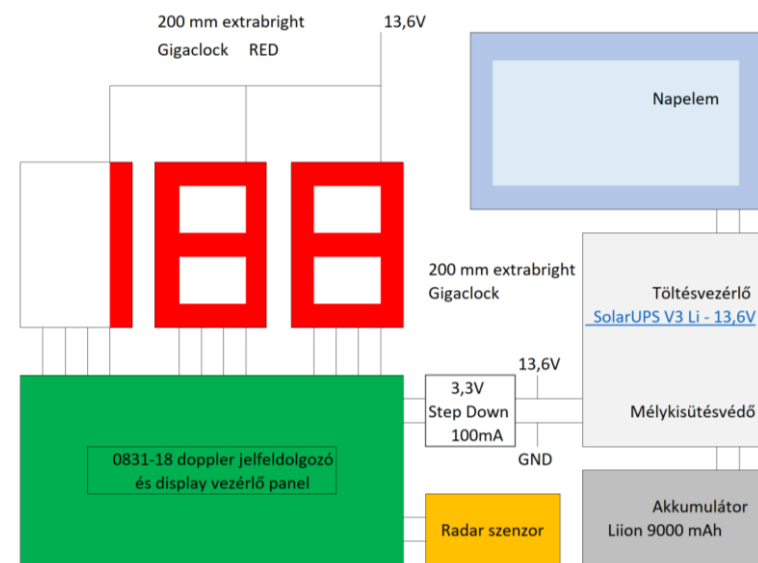 200 mm extrabright
Gigaclock RED
13,6V
Napelem
200 mm extrabright
Gigaclock
Töltésvezérlő
SolarUPS V3 Li - 13,6V
13,6V
3,3V
Step Down
100mA
Mélykisütésvédő
GND
0831-18 doppler jelfeldolgozó
és display vezérlő panel
Radar szenzor
Akkumulátor
Liion 9000 mAh
188